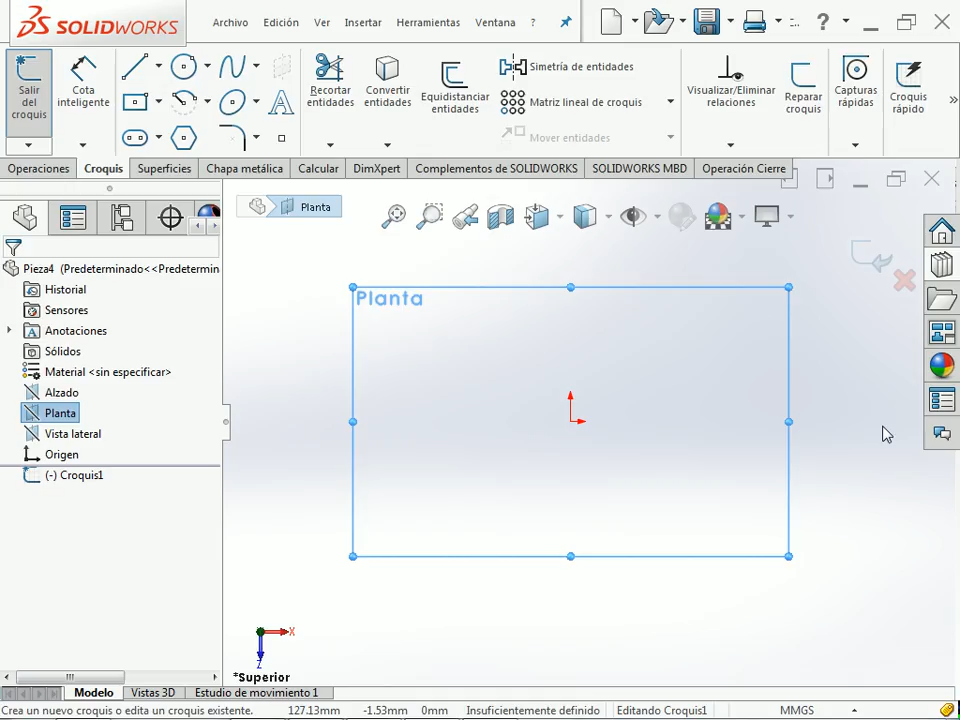 SOLIDWORKS
Archivo Edición Ver Insertar Herramientas Ventana ?
Salir del croquis
Cota inteligente
Recortar entidades
Convertir entidades
Equidistanciar entidades
Simetría de entidades
Matriz lineal de croquis
Mover entidades
Visualizar/Eliminar relaciones
Reparar croquis
Capturas rápidas
Croquis rápido
Operaciones Croquis Superficies Chapa metálica Calcular DimXpert Complementos de SOLIDWORKS SOLIDWORKS MBD Operación Cierre
Planta
Pieza4 (Predeterminado<<Predetermin
Historial
Sensores
Anotaciones
Sólidos
Material <sin especificar>
Alzado
Planta
Vista lateral
Origen
(-) Croquis1
Planta
X
Z
*Superior
Modelo Vistas 3D Estudio de movimiento 1
Crea un nuevo croquis o edita un croquis existente. 127.13mm -1.53mm 0mm Insuficientemente definido Editando Croquis1 MMGS